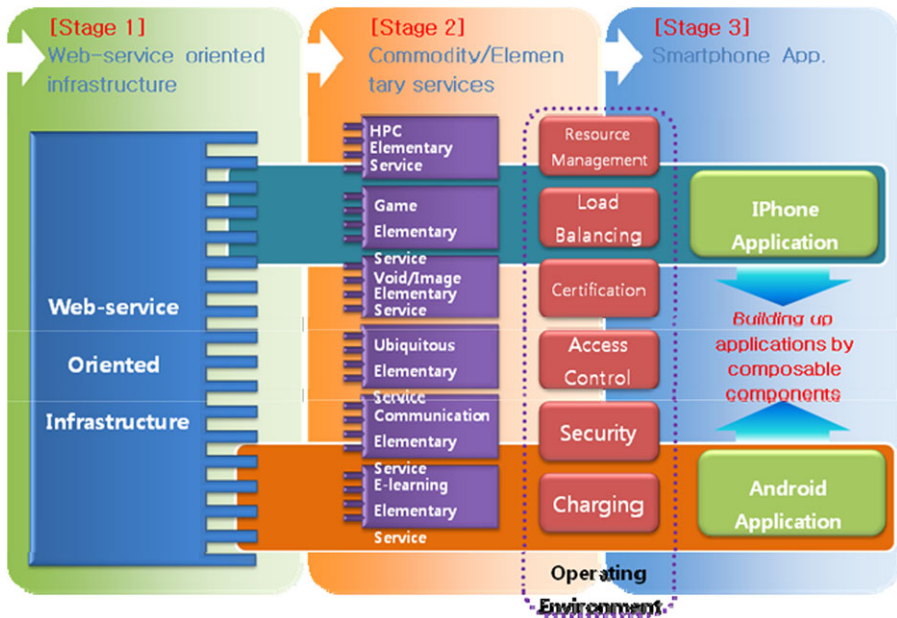 [Stage 1]
Web-service oriented
infrastructure
[Stage 2]
Commodity/Elemen
tary services
[Stage 3]
Smartphone App.
Web-service
Oriented
Infrastructure
HPC
Elementary
Service
Game
Elementary
Service
Void/Image
Elementary
Service
Ubiquitous
Elementary
Service
Communication
Elementary
Service
E-learning
Elementary
Service
Resource
Management
Load
Balancing
Certification
Access
Control
Security
Charging
Operating
Environment
IPhone
Application
Building up
applications by
composable
components
Android
Application